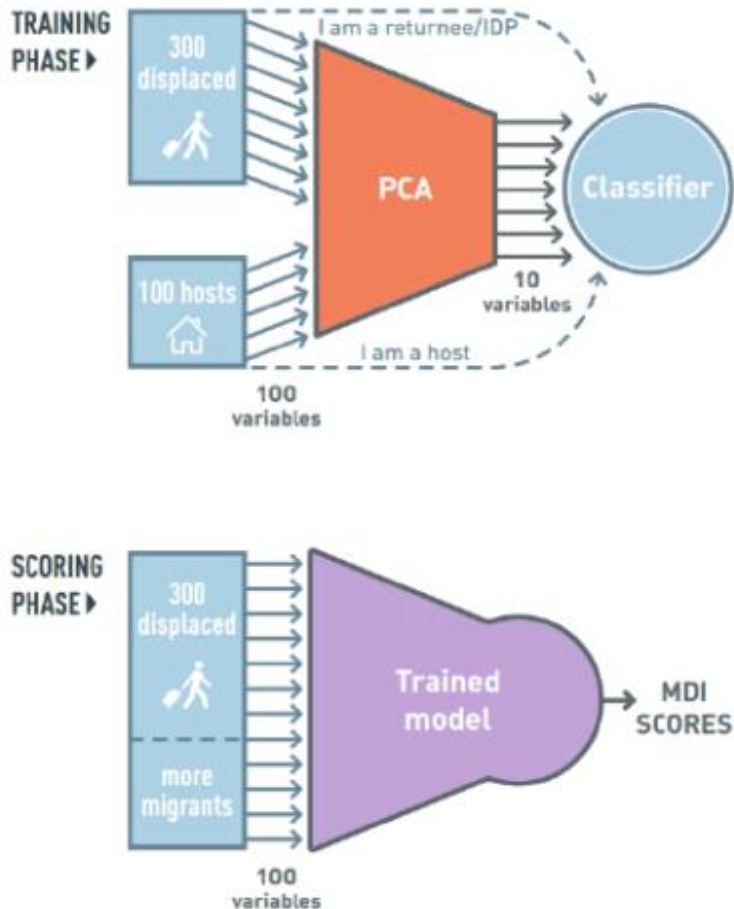 TRAINING
PHASE ▶
300
displaced
I am a returnee/IDP
PCA
Classifier
10
variables
100 hosts
I am a host
100
variables
SCORING
PHASE ▶
300
displaced
more
migrants
Trained
model
MDI
SCORES
100
variables